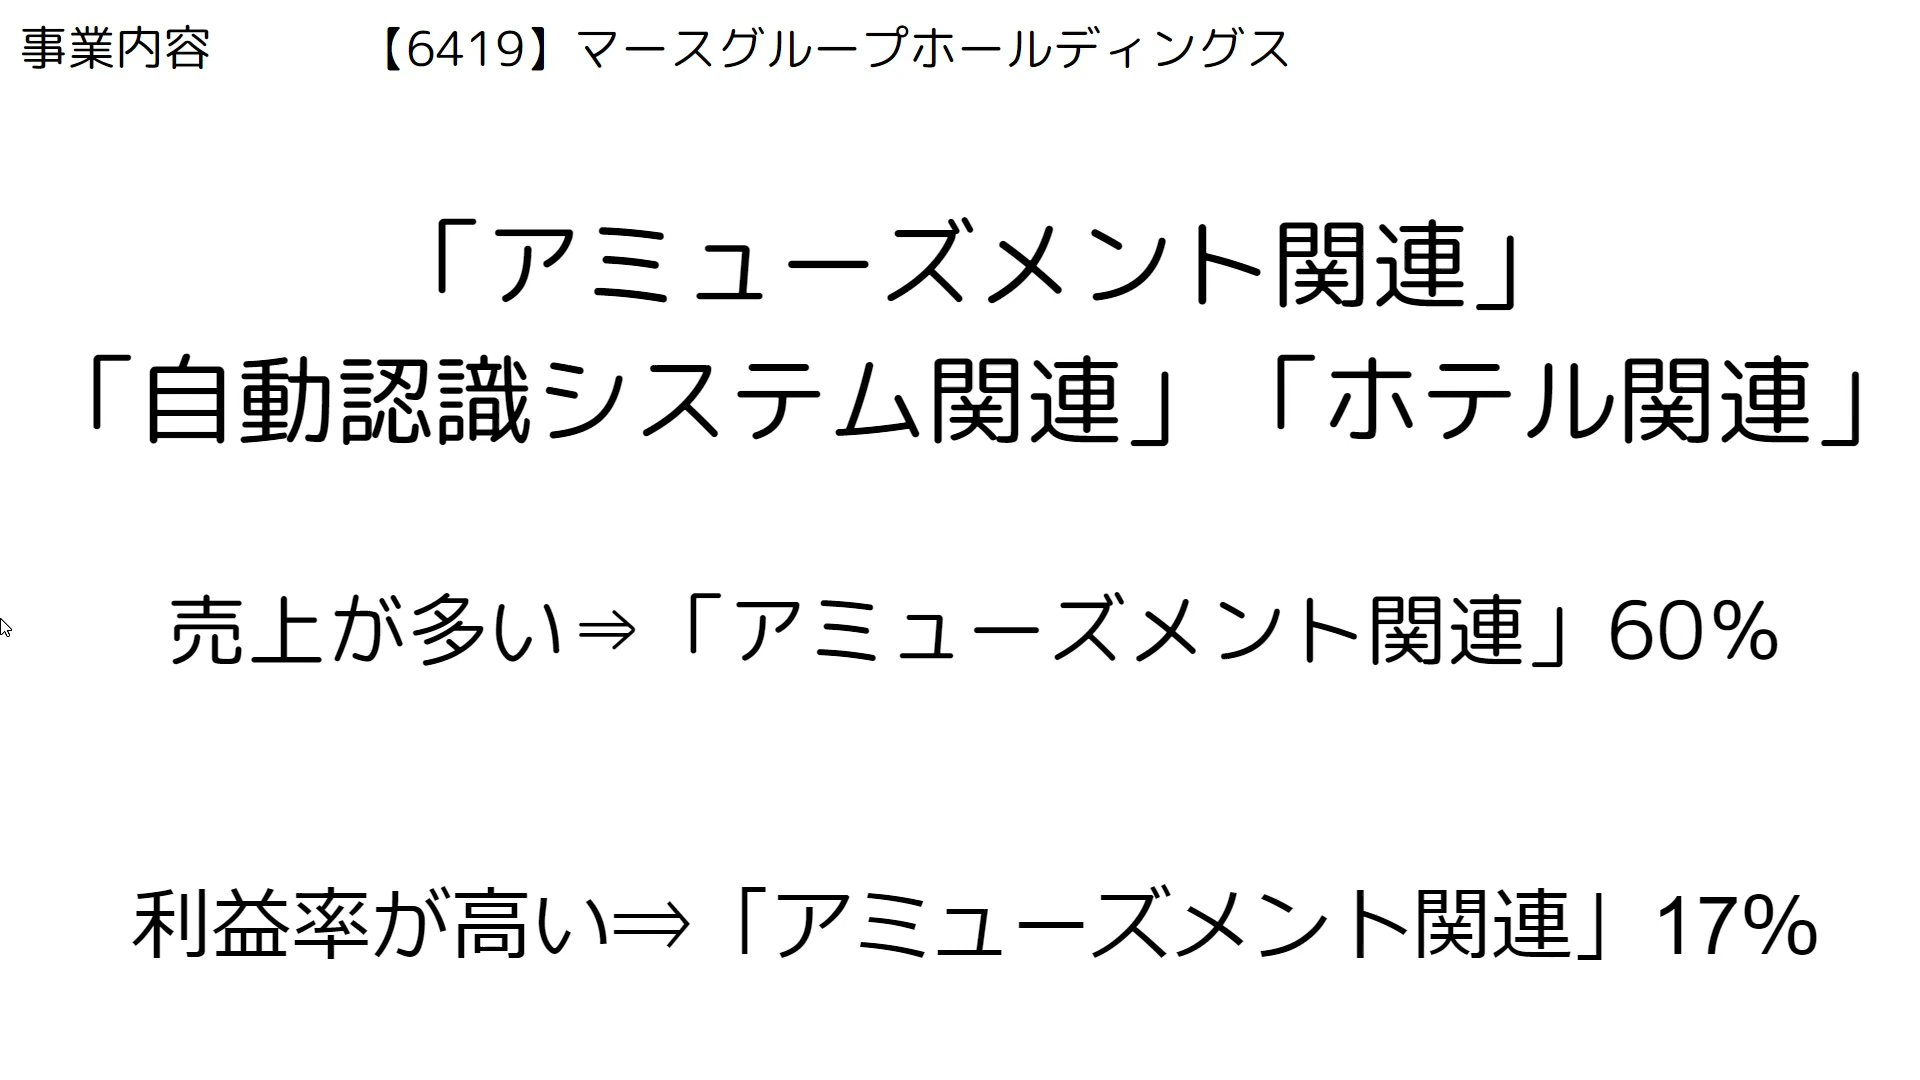 事業内容　【6419】マースグループホールディングス
「アミューズメント関連」
「自動認識システム関連」「ホテル関連」
売上が多い⇒「アミューズメント関連」60%
利益率が高い⇒「アミューズメント関連」17%